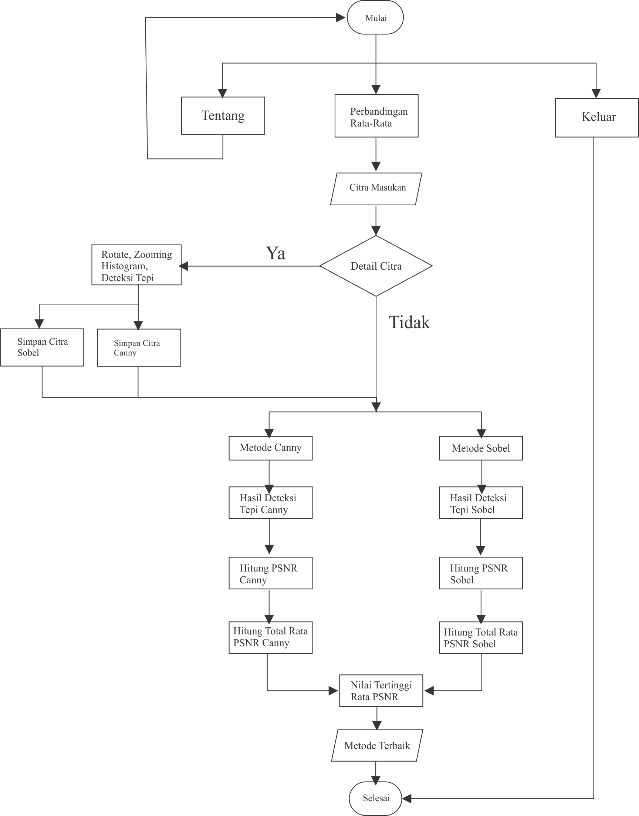 Mulai
Tentang
Perbandingan
Rata-Rata
Keluar
Citra Masukan
Detail Citra
Ya
Rotate, Zooming
Histogram,
Deteksi Tepi
Tidak
Simpan Citra
Sobel
Simpan Citra
Canny
Metode Canny
Metode Sobel
Hasil Deteksi
Tepi Canny
Hasil Deteksi
Tepi Sobel
Hitung PSNR
Canny
Hitung PSNR
Sobel
Hitung Total Rata
PSNR Canny
Hitung Total Rata
PSNR Sobel
Nilai Tertinggi
Rata PSNR
Metode Terbaik
Selesai